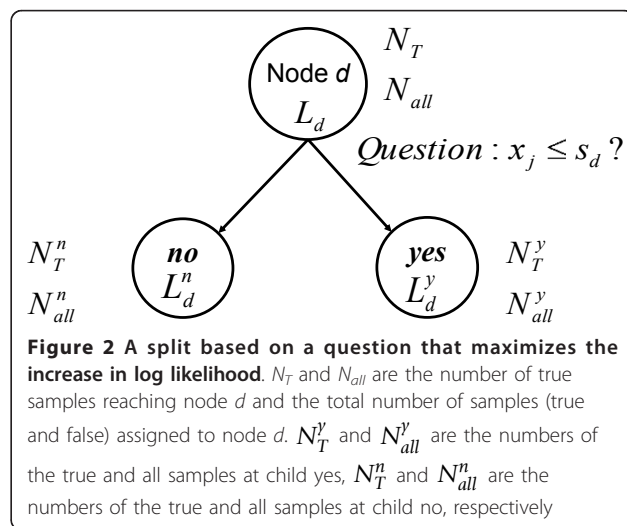 N_T
Node d
N_all
L_d
Question : x_j ≤ s_d ?
N_T^n
no
yes
N_T^y
L_d^n
L_d^y
N_all^n
N_all^y
Figure 2 A split based on a question that maximizes the
increase in log likelihood. N_T and N_all are the number of true
samples reaching node d and the total number of samples (true
and false) assigned to node d. N_T^y and N_all^y are the numbers of
the true and all samples at child yes, N_T^n and N_all^n are the
numbers of the true and all samples at child no, respectively